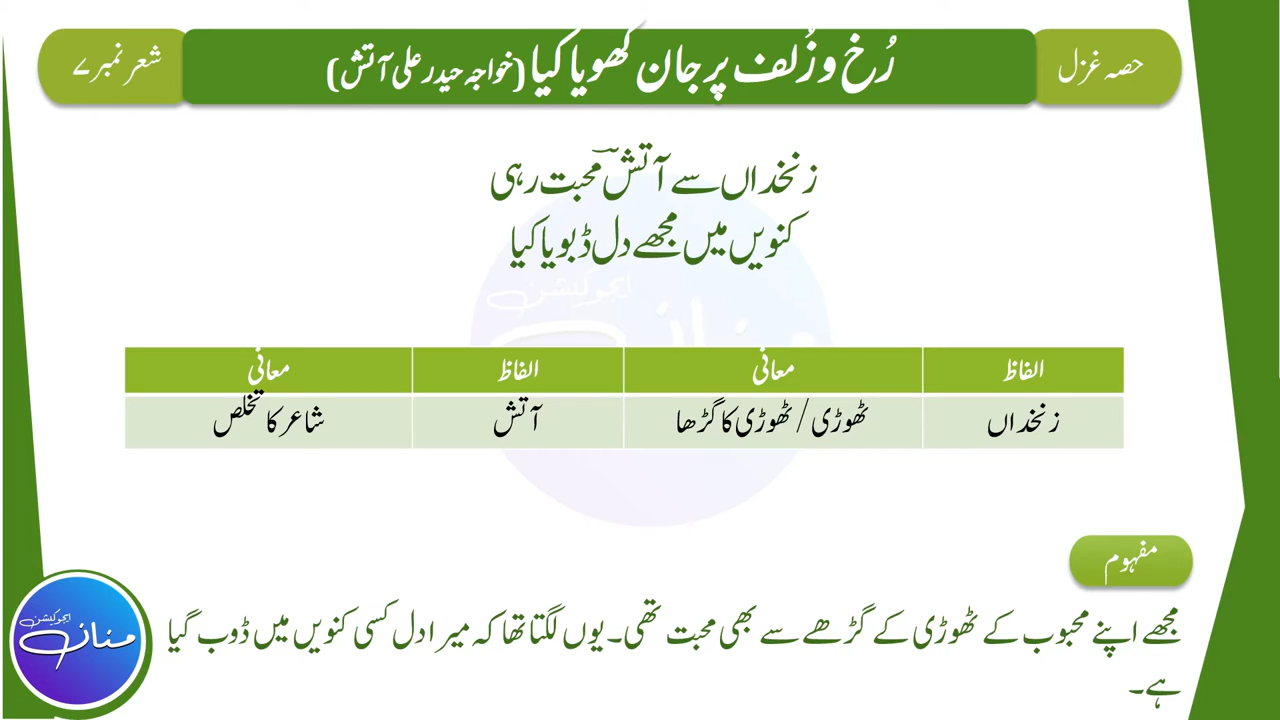 حصہ غزل
رُخ و زُلف پر جان کھویا کیا (خواجہ حیدر علی آتش)
شعر نمبر ۷
زنخداں سے آتشؔ محبت رہی
کنویں میں مجھے دل ڈبویا کیا
الفاظ معانی الفاظ معانی
زنخداں ٹھوڑی / ٹھوڑی کا گڑھا آتش شاعر کا تخلص
مفہوم
مجھے اپنے محبوب کے ٹھوڑی کے گڑھے سے بھی محبت تھی۔ یوں لگتا تھا کہ میرا دل کسی کنویں میں ڈوب گیا
ہے۔
ایجوکیشن
منان